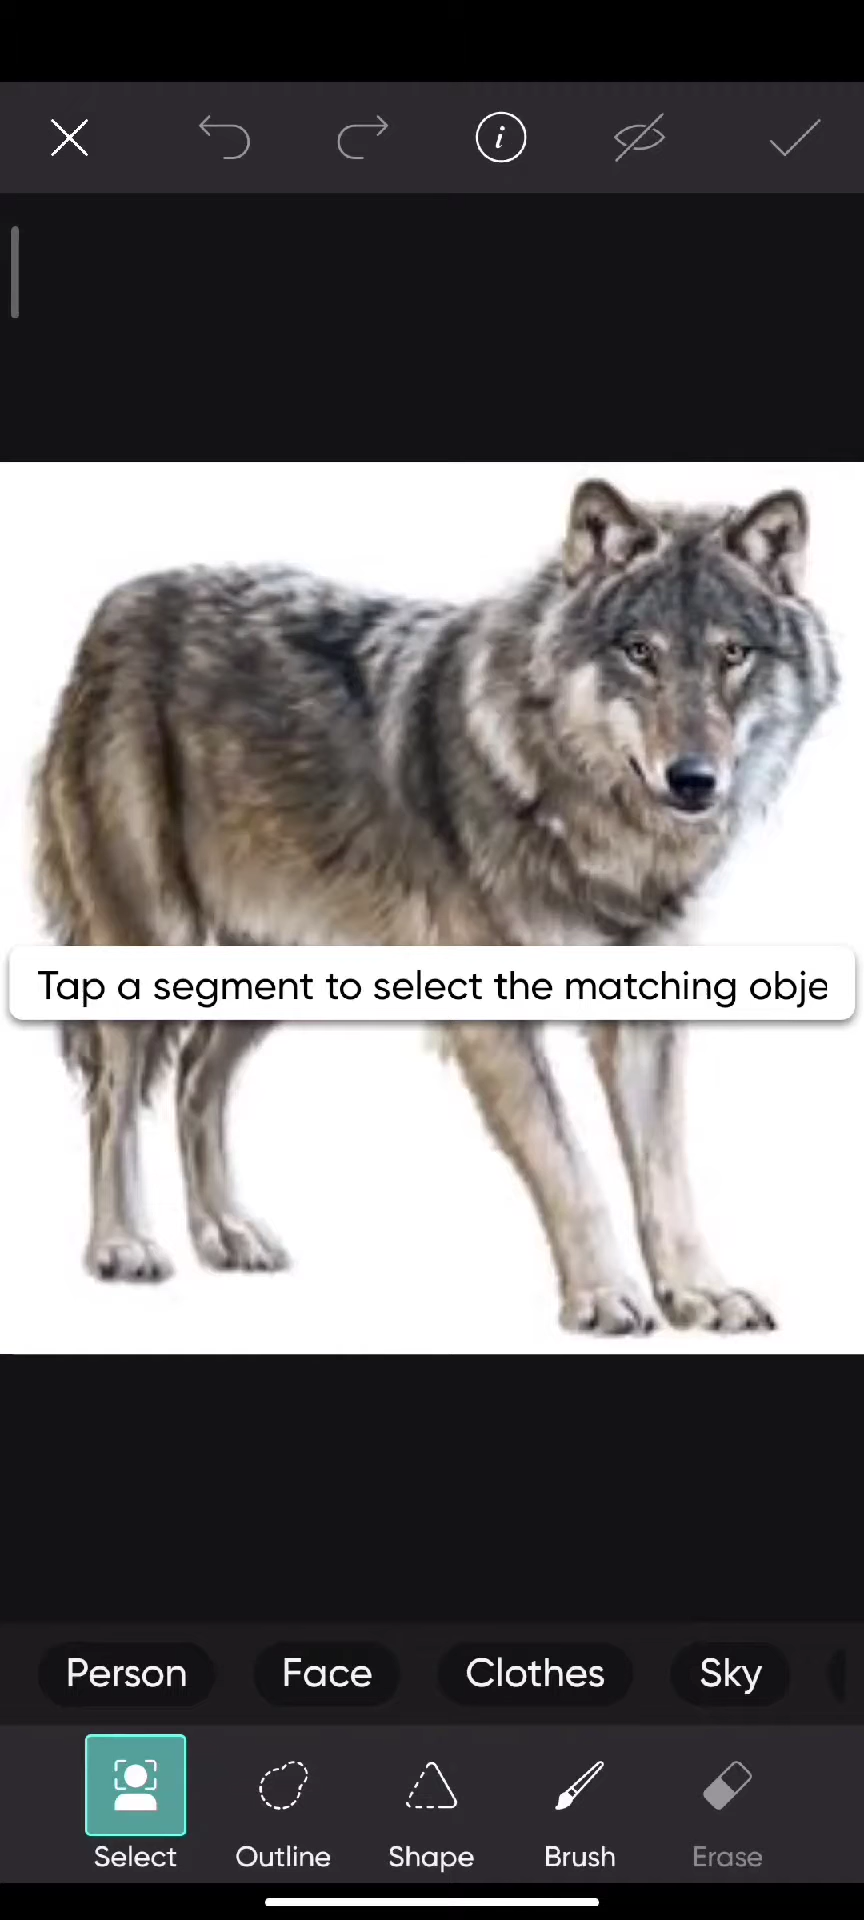 Tap a segment to select the matching obje
Person Face Clothes Sky
Select Outline Shape Brush Erase